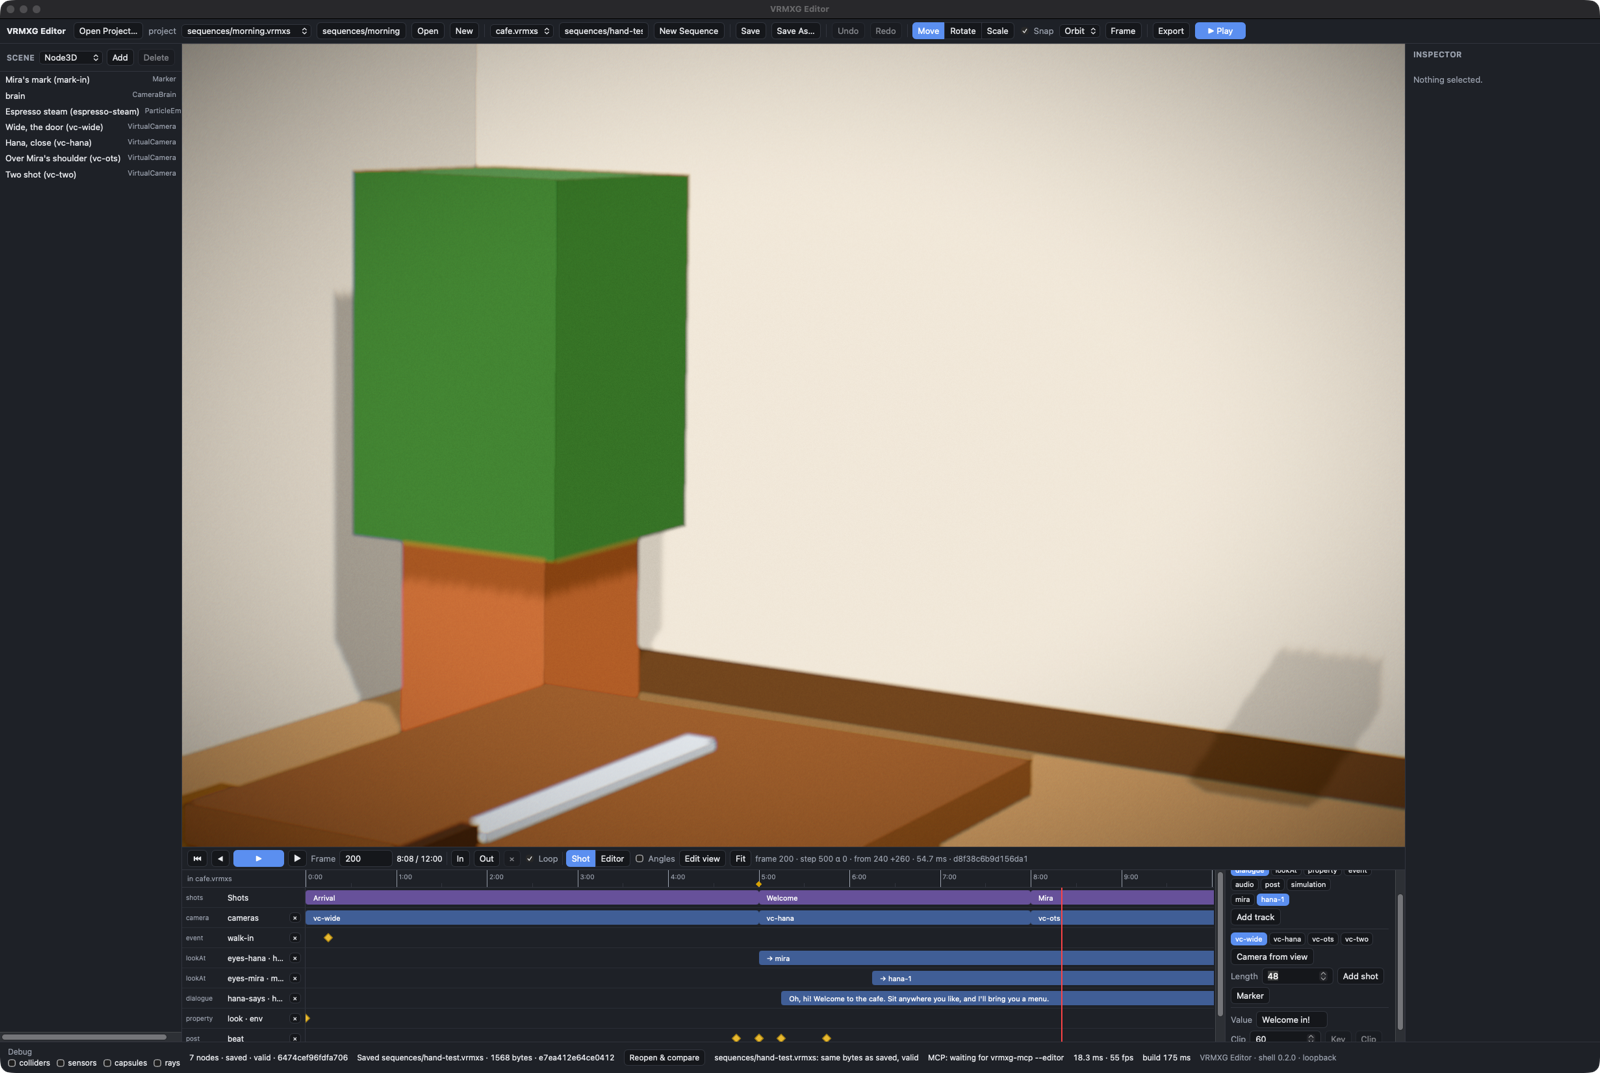 VRMXG Editor
VRMXG Editor Open Project... project sequences/morning.vrmxs sequences/morning Open New cafe.vrmxs sequences/hand-tes New Sequence Save Save As... Undo Redo Move Rotate Scale ✓ Snap Orbit Frame Export ▶ Play
SCENE Node3D Add Delete
Mira's mark (mark-in) Marker
brain CameraBrain
Espresso steam (espresso-steam) ParticleEm
Wide, the door (vc-wide) VirtualCamera
Hana, close (vc-hana) VirtualCamera
Over Mira's shoulder (vc-ots) VirtualCamera
Two shot (vc-two) VirtualCamera
INSPECTOR
Nothing selected.
Frame 200 8:08 / 12:00 In Out × ✓ Loop Shot Editor Angles Edit view Fit frame 200 · step 500 α 0 · from 240 +260 · 54.7 ms · d8f38c6b9d156da1
in cafe.vrmxs 0:00 1:00 2:00 3:00 4:00 5:00 6:00 7:00 8:00 9:00
shots Shots Arrival Welcome Mira
camera cameras × vc-wide vc-hana vc-ots
event walk-in ×
lookAt eyes-hana · h... × → mira
lookAt eyes-mira · m... × → hana-1
dialogue hana-says · h... × Oh, hi! Welcome to the cafe. Sit anywhere you like, and I'll bring you a menu.
property look · env ×
post beat ×
dialogue lookAt property event
audio post simulation
mira hana-1
Add track
vc-wide vc-hana vc-ots vc-two
Camera from view
Length 48 Add shot
Marker
Value Welcome in!
Clip 60 Key Clip
Debug
colliders sensors capsules rays
7 nodes · saved · valid · 6474cef96fdfa706 Saved sequences/hand-test.vrmxs · 1568 bytes · e7ea412e64ce0412 Reopen & compare sequences/hand-test.vrmxs: same bytes as saved, valid MCP: waiting for vrmxg-mcp --editor 18.3 ms · 55 fps build 175 ms VRMXG Editor · shell 0.2.0 · loopback